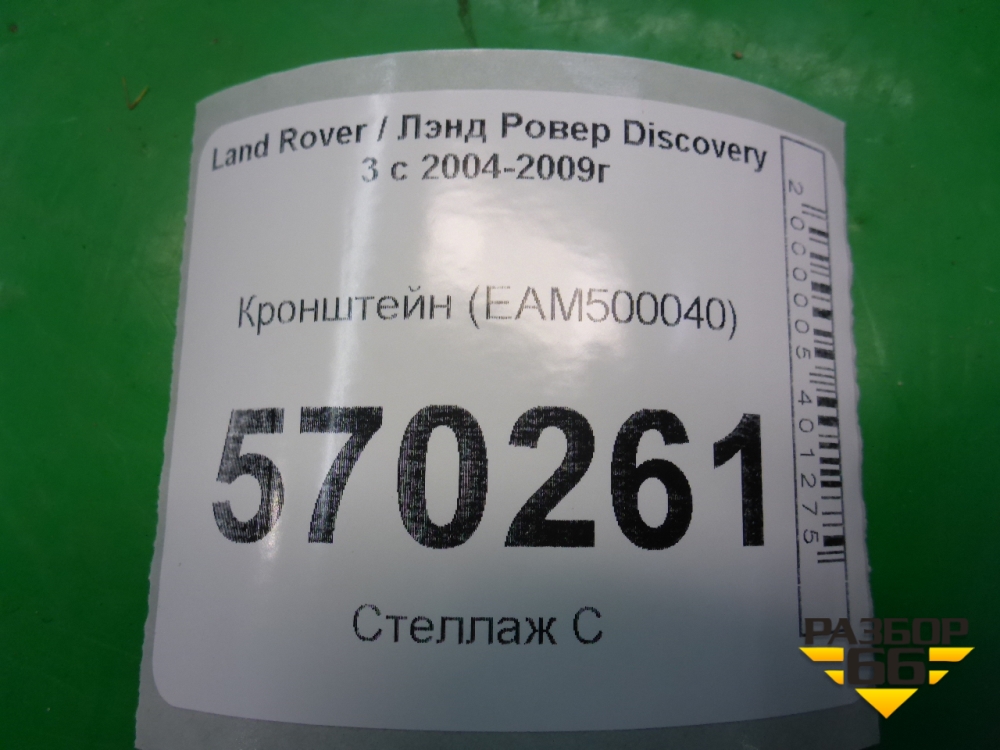 Land Rover / Лэнд Ровер Discovery
3 с 2004-2009г
Кронштейн (EAM500040)
570261
Стеллаж С
2000005401275
РАЗБОР
66